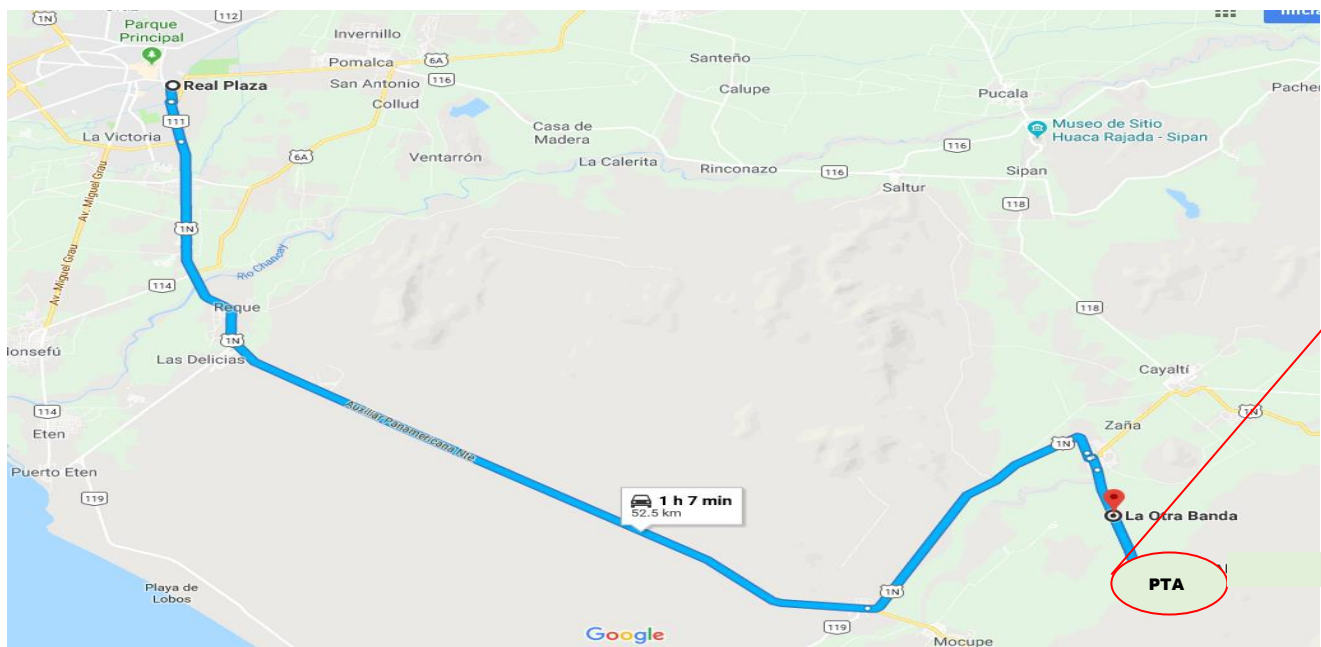 1N
112
Parque
Principal
Invernillo
Pomalca
6A
Santeño
Real Plaza
San Antonio
116
Calupe
Pucala
Collud
111
La Victoria
Casa de
Madera
Museo de Sitio
Huaca Rajada - Sipan
6A
Ventarrón
La Calerita
Rinconazo
116
116
Sipan
Saltur
118
Av. Miguel Grau
Av. Miguel Grau
1N
Rio Chancay
114
Reque
118
1N
Las Delicias
Cayaltí
114
Eten
Auxiliar Panamericana Nte
1N
Zaña
1N
Puerto Eten
119
1 h 7 min
52.5 km
La Otra Banda
PTA
Playa de
Lobos
1N
119
Google
Mocupe